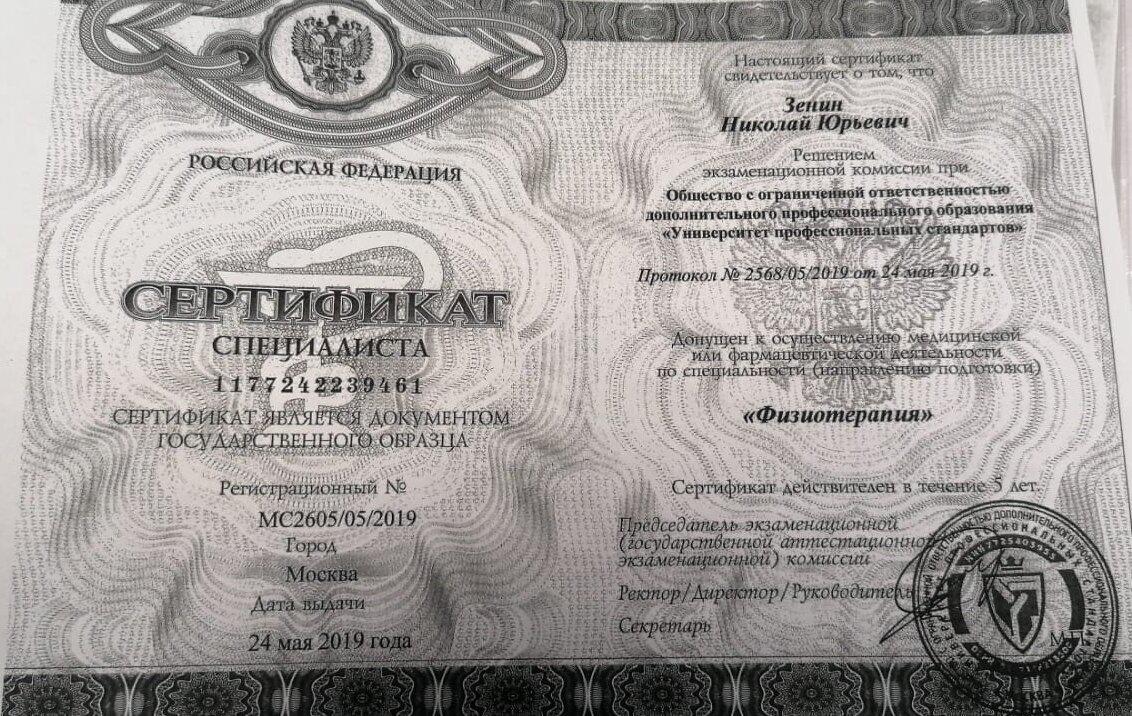 РОССИЙСКАЯ ФЕДЕРАЦИЯ
СЕРТИФИКАТ
СПЕЦИАЛИСТА
1177242239461
СЕРТИФИКАТ ЯВЛЯЕТСЯ ДОКУМЕНТОМ
ГОСУДАРСТВЕННОГО ОБРАЗЦА
Регистрационный №
МС2605/05/2019
Город
Москва
Дата выдачи
24 мая 2019 года
Настоящий сертификат
свидетельствует о том, что
Зенин
Николай Юрьевич
Решением
экзаменационной комиссии при
Общество с ограниченной ответственностью
дополнительного профессионального образования
«Университет профессиональных стандартов»
Протокол № 2568/05/2019 от 24 мая 2019 г.
Допущен к осуществлению медицинской
или фармацевтической деятельности
по специальности (направлению подготовки)
«Физиотерапия»
Сертификат действителен в течение 5 лет.
Председатель экзаменационной
(государственной аттестационной
экзаменационной) комиссии
Ректор/Директор/Руководитель
Секретарь
М.П.